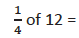 1/4 of 12 =